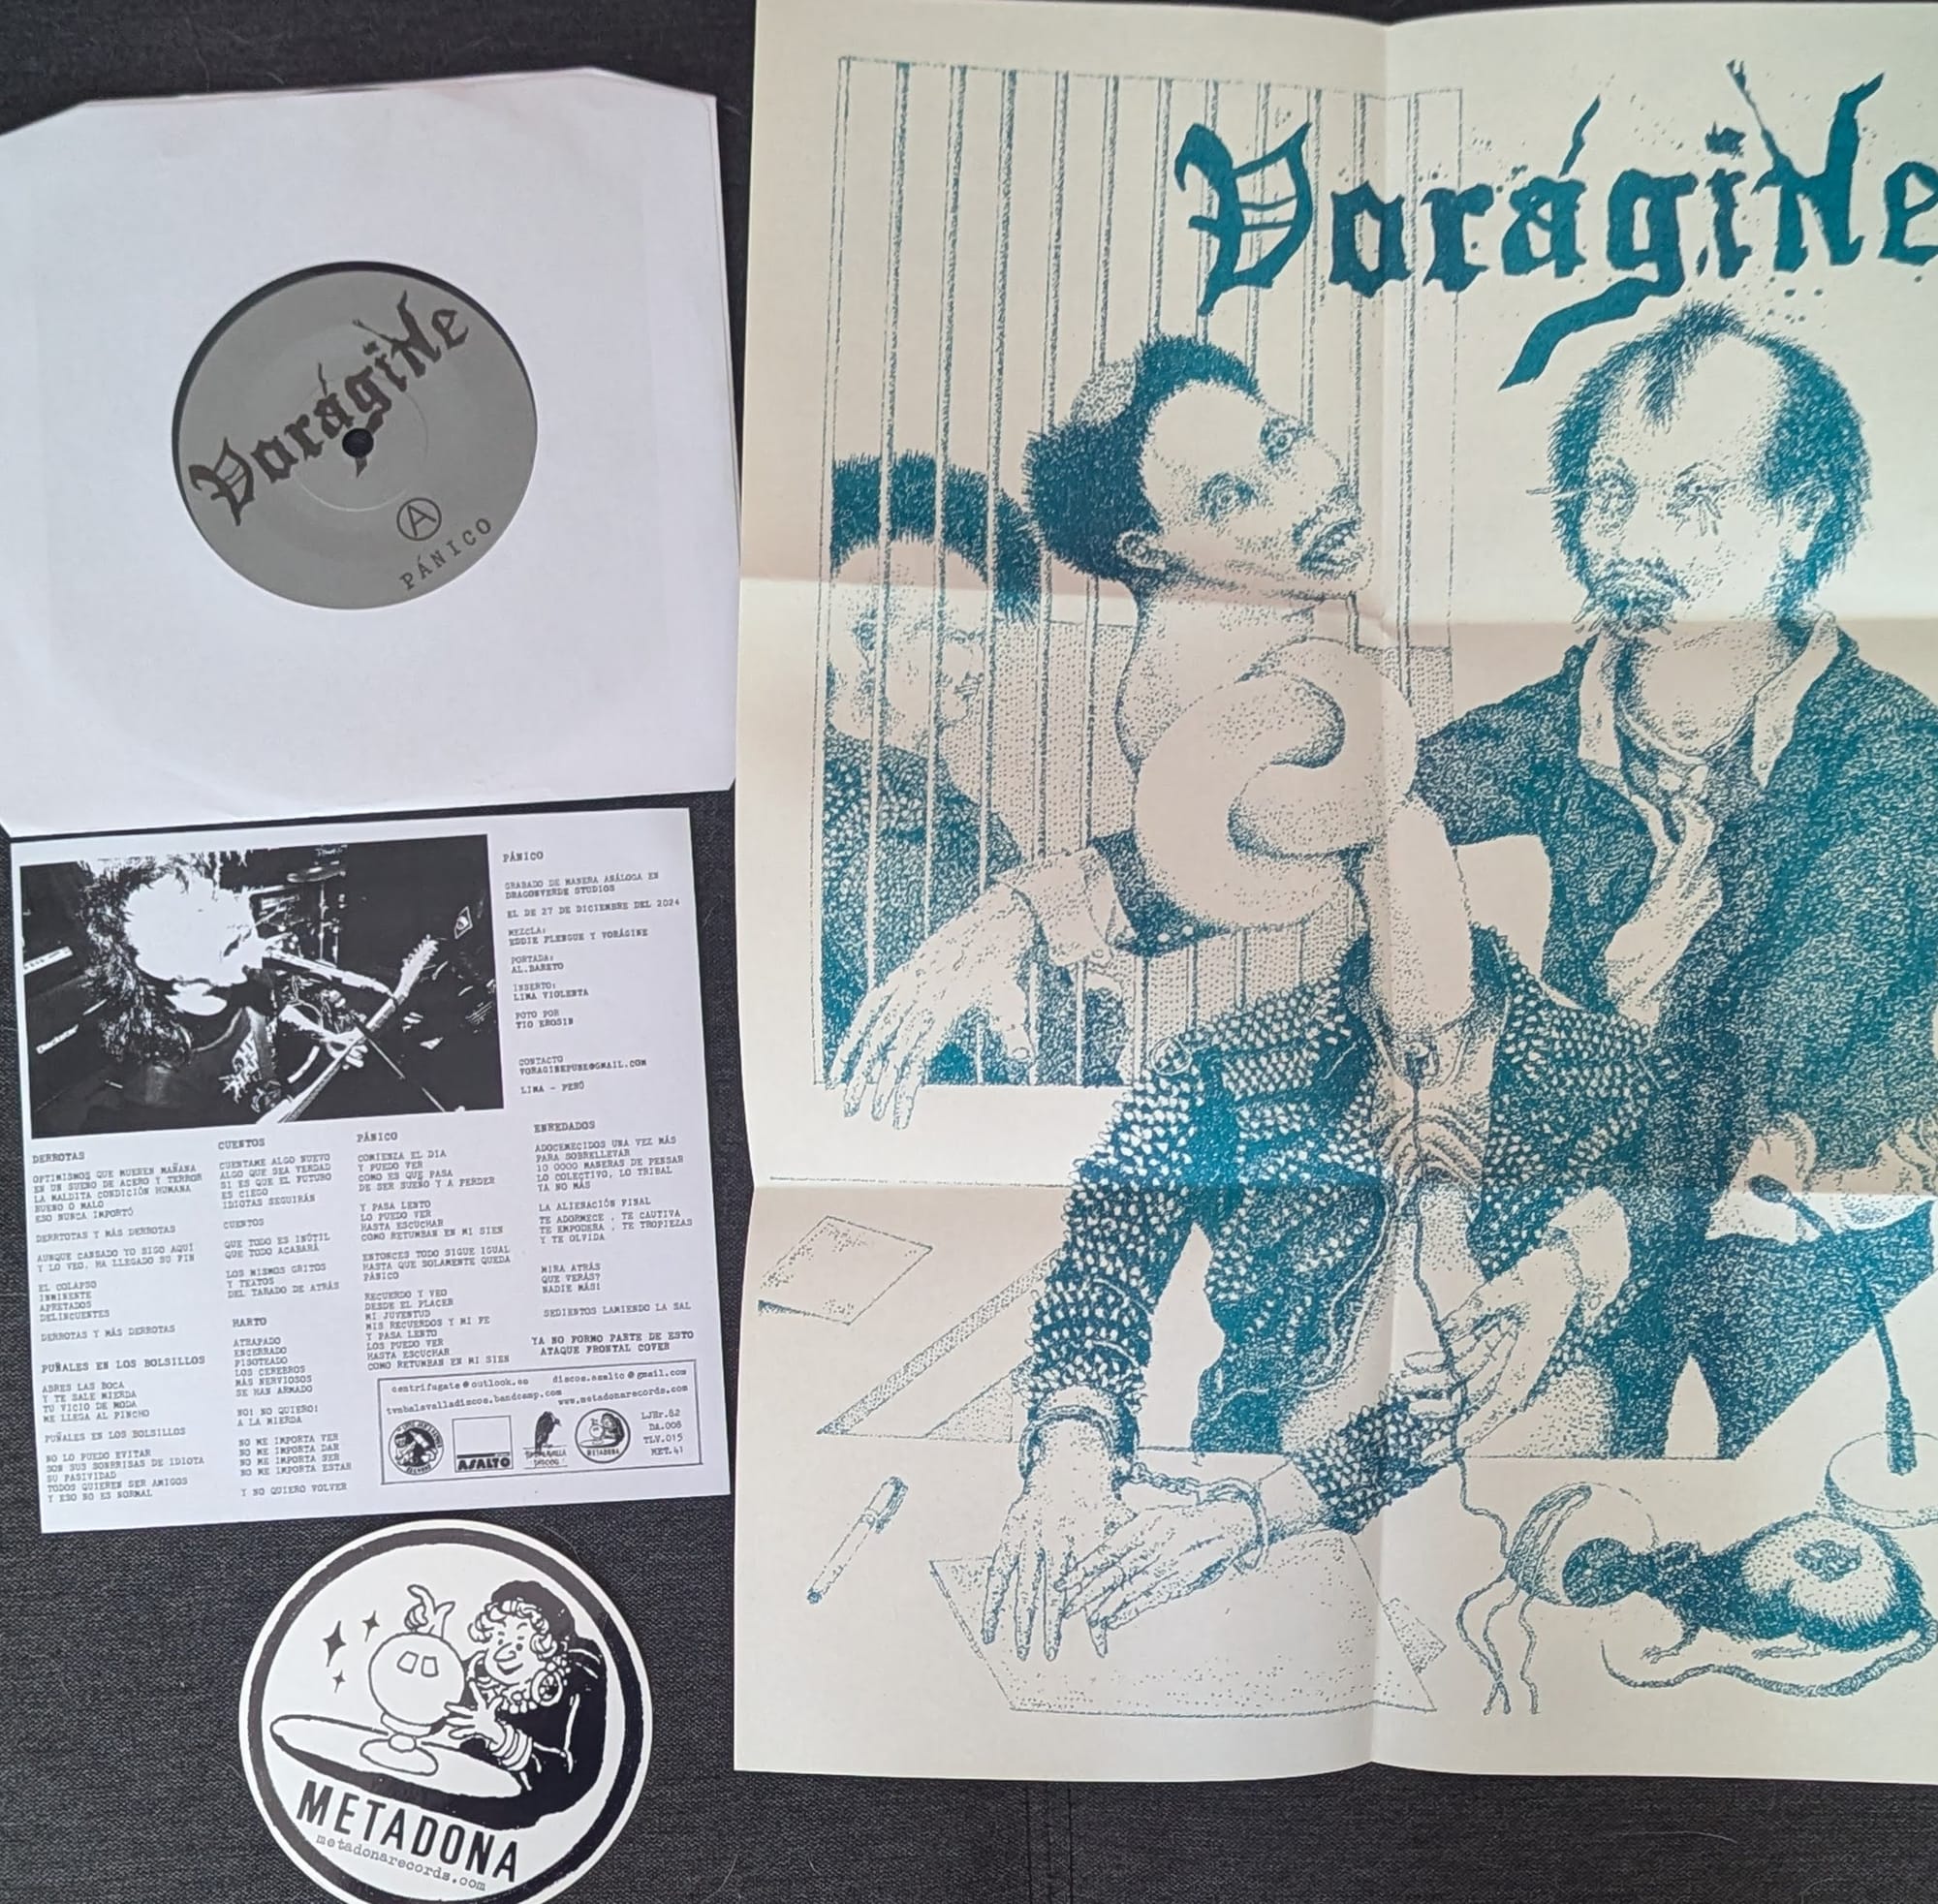 Vorágine
A
PÁNICO
Vorágine
PÁNICO
GRABADO DE MANERA ANÁLOGA EN
DRAGONVERDE STUDIOS
EL DE 27 DE DICIEMBRE DEL 2024
MEZCLA:
EDDIE PLENGUE Y VORÁGINE
PORTADA:
AL.BARETO
INSERTO:
LIMA VIOLENTA
FOTO POR
TIO EROSIN
CONTACTO
VORAGINEPUNK@GMAIL.COM
LIMA - PERÚ
DERROTAS
OPTIMISMOS QUE MUEREN MAÑANA
EN UN SUEÑO DE ACERO Y TERROR
LA MALDITA CONDICIÓN HUMANA
BUENO O MALO
ESO NUNCA IMPORTÓ
DERRTOTAS Y MÁS DERROTAS
AUNQUE CANSADO YO SIGO AQUÍ
Y LO VEO, HA LLEGADO SU FIN
EL COLAPSO
INMINENTE
APRETADOS
DELINCUENTES
DERROTAS Y MÁS DERROTAS
PUÑALES EN LOS BOLSILLOS
ABRES LAS BOCA
Y TE SALE MIERDA
TU VICIO DE MODA
ME LLEGA AL PINCHO
PUÑALES EN LOS BOLSILLOS
NO LO PUEDO EVITAR
SON SUS SONRRISAS DE IDIOTA
SU PASIVIDAD
TODOS QUIEREN SER AMIGOS
Y ESO NO ES NORMAL
CUENTOS
CUENTAME ALGO NUEVO
ALGO QUE SEA VERDAD
SI ES QUE EL FUTURO
ES CIEGO
IDIOTAS SEGUIRÁN
CUENTOS
QUE TODO ES INÚTIL
QUE TODO ACABARÁ
LOS MISMOS GRITOS
Y TEXTOS
DEL TARADO DE ATRÁS
HARTO
ATRAPADO
ENCERRADO
PISOTEADO
LOS CEREBROS
MÁS NERVIOSOS
SE HAN ARMADO
NO! NO QUIERO!
A LA MIERDA
NO ME IMPORTA VER
NO ME IMPORTA DAR
NO ME IMPORTA SER
NO ME IMPORTA ESTAR
Y NO QUIERO VOLVER
PÁNICO
COMIENZA EL DIA
Y PUEDO VER
COMO ES QUE PASA
DE SER SUEÑO Y A PERDER
Y PASA LENTO
LO PUEDO VER
HASTA ESCUCHAR
COMO RETUMBAN EN MI SIEN
ENTONCES TODO SIGUE IGUAL
HASTA QUE SOLAMENTE QUEDA
PÁNICO
RECUERDO Y VEO
DESDE EL PLACER
MI JUVENTUD
MIS RECUERDOS Y MI FE
Y PASA LENTO
LOS PUEDO VER
HASTA ESCUCHAR
COMO RETUMBAN EN MI SIEN
ENREDADOS
ADOCEMECIDOS UNA VEZ MÁS
PARA SOBRELLEVAR
10 0000 MANERAS DE PENSAR
LO COLECTIVO, LO TRIBAL
YA NO MÁS
LA ALIENACIÓN FINAL
TE ADORMECE , TE CAUTIVA
TE EMPODERA , TE TROPIEZAS
Y TE OLVIDA
MIRA ATRÁS
QUE VERÁS?
NADIE MÁS!
SEDIENTOS LAMIENDO LA SAL
YA NO FORMO PARTE DE ESTO
ATAQUE FRONTAL COVER
centrifugate@outlook.es discos.asalto@gmail.com
tvmbalavalladiscos.bandcamp.com
www.metadonarecords.com
ASALTO
METADONA
LJHr.82
DA.008
TLV.015
MET.41
METADONA
metadonarecords.com